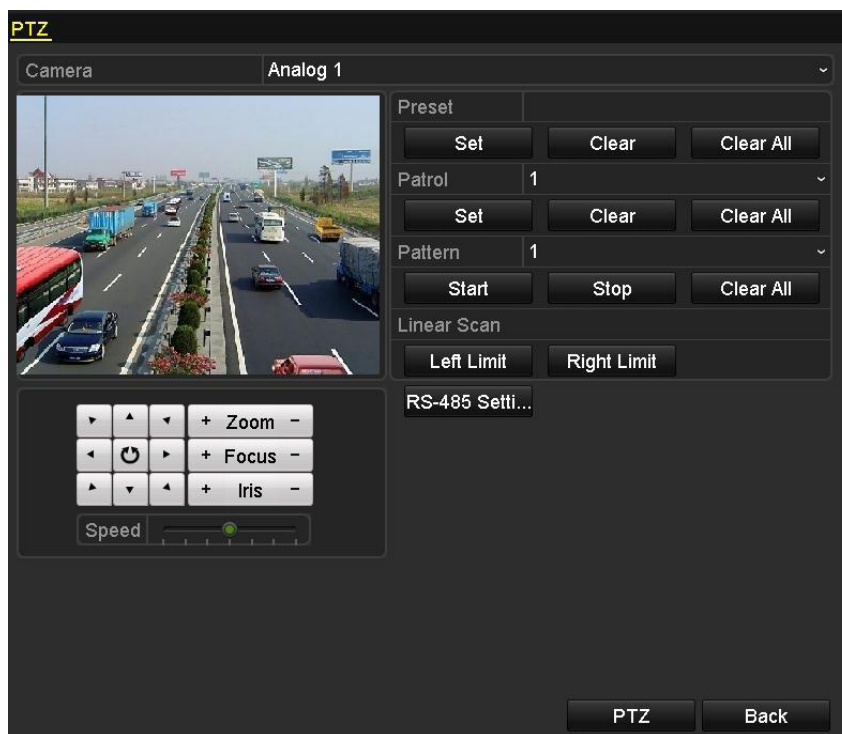 PTZ
Camera Analog 1
Preset
Set Clear Clear All
Patrol 1
Set Clear Clear All
Pattern 1
Start Stop Clear All
Linear Scan
Left Limit Right Limit
RS-485 Setti...
+ Zoom -
+ Focus -
+ Iris -
Speed
PTZ Back